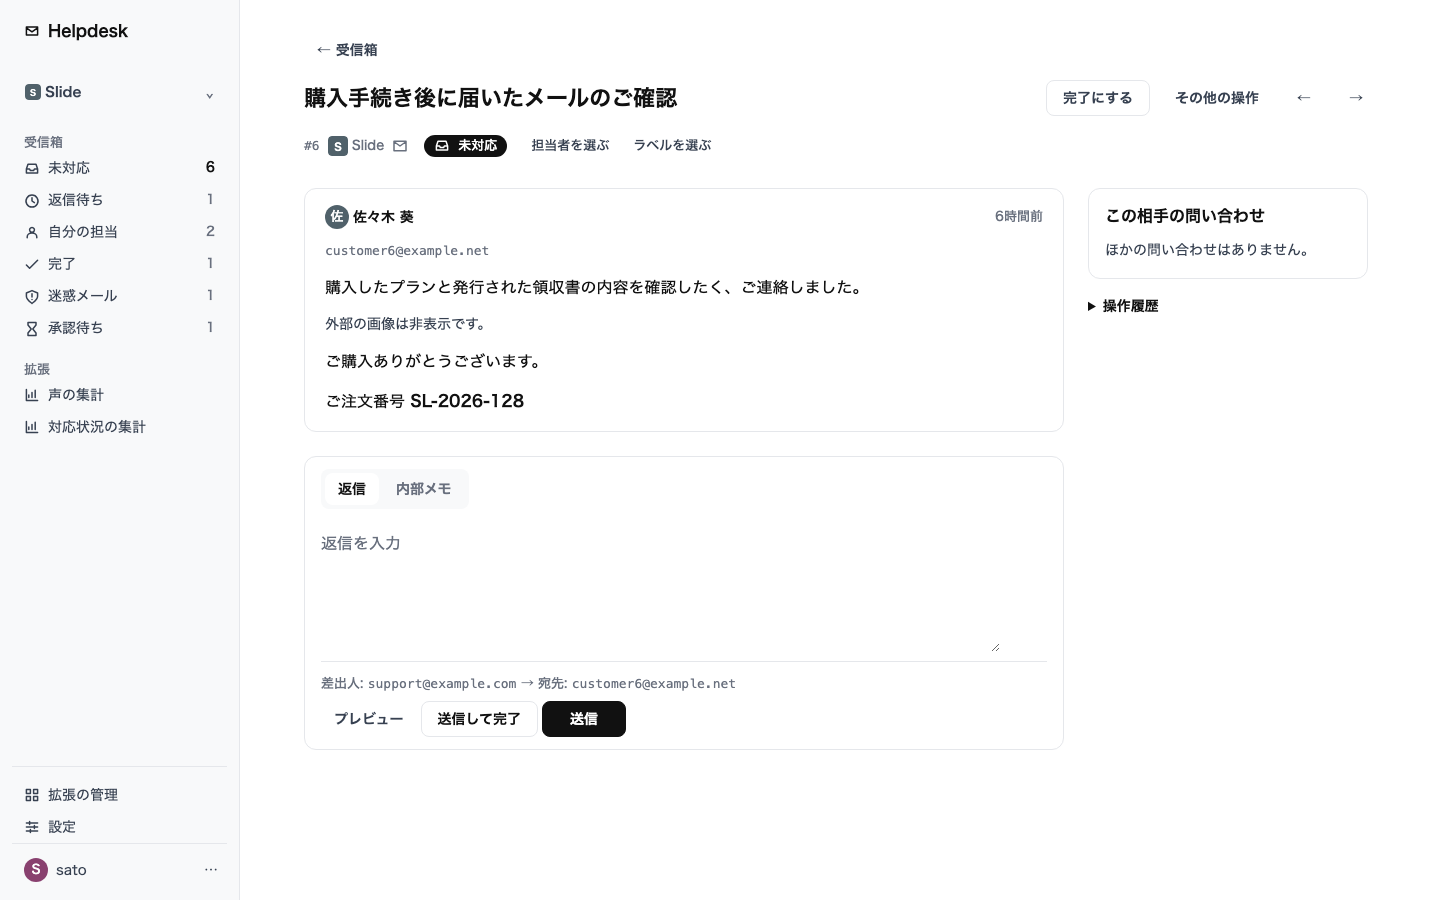 Helpdesk
S Slide
受信箱
未対応 6
返信待ち 1
自分の担当 2
完了 1
迷惑メール 1
承認待ち 1
拡張
声の集計
対応状況の集計
拡張の管理
設定
S sato ...
← 受信箱
購入手続き後に届いたメールのご確認
完了にする その他の操作 ← →
#6 S Slide 未対応 担当者を選ぶ ラベルを選ぶ
佐 佐々木 葵 6時間前
customer6@example.net
購入したプランと発行された領収書の内容を確認したく、ご連絡しました。
外部の画像は非表示です。
ご購入ありがとうございます。
ご注文番号 SL-2026-128
返信 内部メモ
返信を入力
差出人: support@example.com → 宛先: customer6@example.net
プレビュー 送信して完了 送信
この相手の問い合わせ
ほかの問い合わせはありません。
▶ 操作履歴